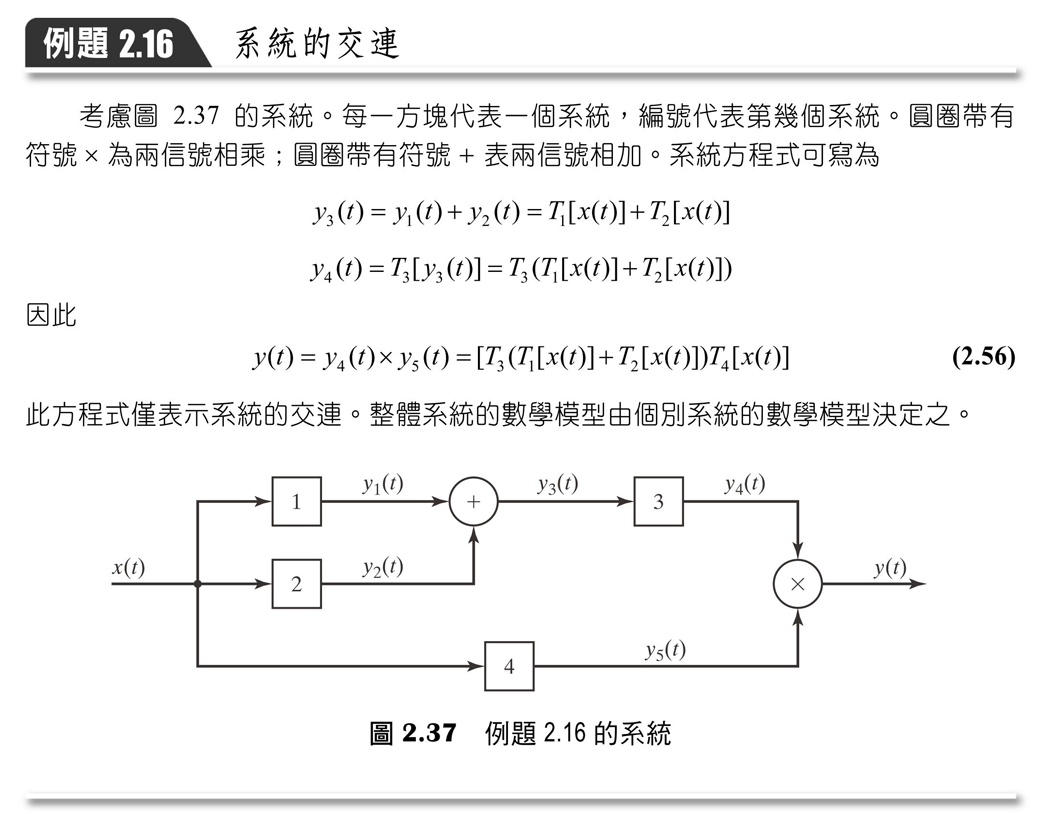 例題 2.16 系統的交連
考慮圖 2.37 的系統。每一方塊代表一個系統，編號代表第幾個系統。圓圈帶有
符號 × 為兩信號相乘；圓圈帶有符號 + 表兩信號相加。系統方程式可寫為
y₃(t) = y₁(t) + y₂(t) = T₁[x(t)] + T₂[x(t)]
y₄(t) = T₃[y₃(t)] = T₃(T₁[x(t)] + T₂[x(t)])
因此
y(t) = y₄(t) × y₅(t) = [T₃(T₁[x(t)] + T₂[x(t)])T₄[x(t)] (2.56)
此方程式僅表示系統的交連。整體系統的數學模型由個別系統的數學模型決定之。
1 y₁(t) + y₃(t) 3 y₄(t)
x(t) 2 y₂(t) × y(t)
4 y₅(t)
圖 2.37 例題 2.16 的系統